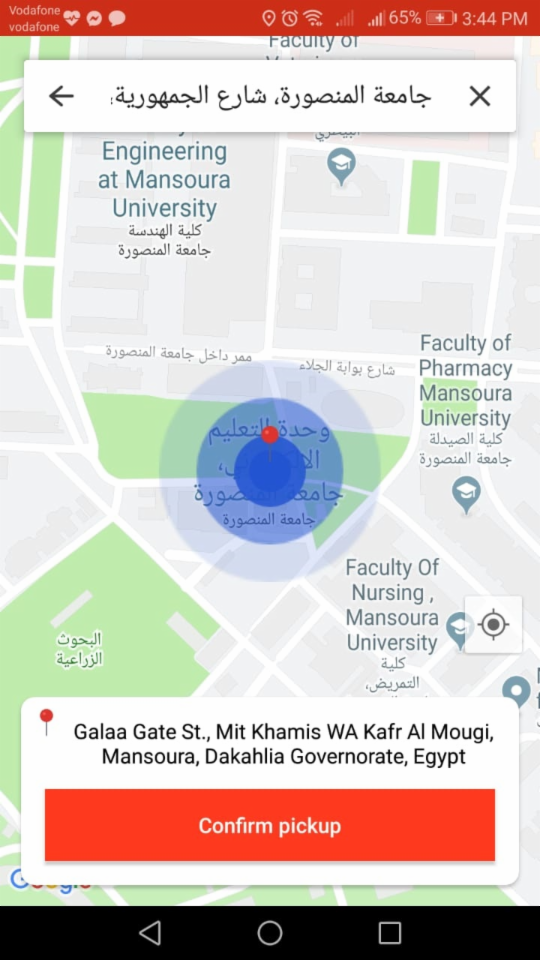 Vodafone
vodafone
65%
3:44 PM
Faculty of
جامعة المنصورة، شارع الجمهورية،
Engineering
at Mansoura
University
كلية الهندسة
جامعة المنصورة
البيطري
ممر داخل جامعة المنصورة
شارع بوابة الجلاء
Faculty of
Pharmacy
Mansoura
University
كلية الصيدلة
جامعة المنصورة
وحدة التعليم
جامعة المنصورة
جامعة المنصورة
Faculty Of
Nursing ,
Mansoura
University
كلية
التمريض،
البحوث
الزراعية
Galaa Gate St., Mit Khamis WA Kafr Al Mougi,
Mansoura, Dakahlia Governorate, Egypt
Confirm pickup
Google